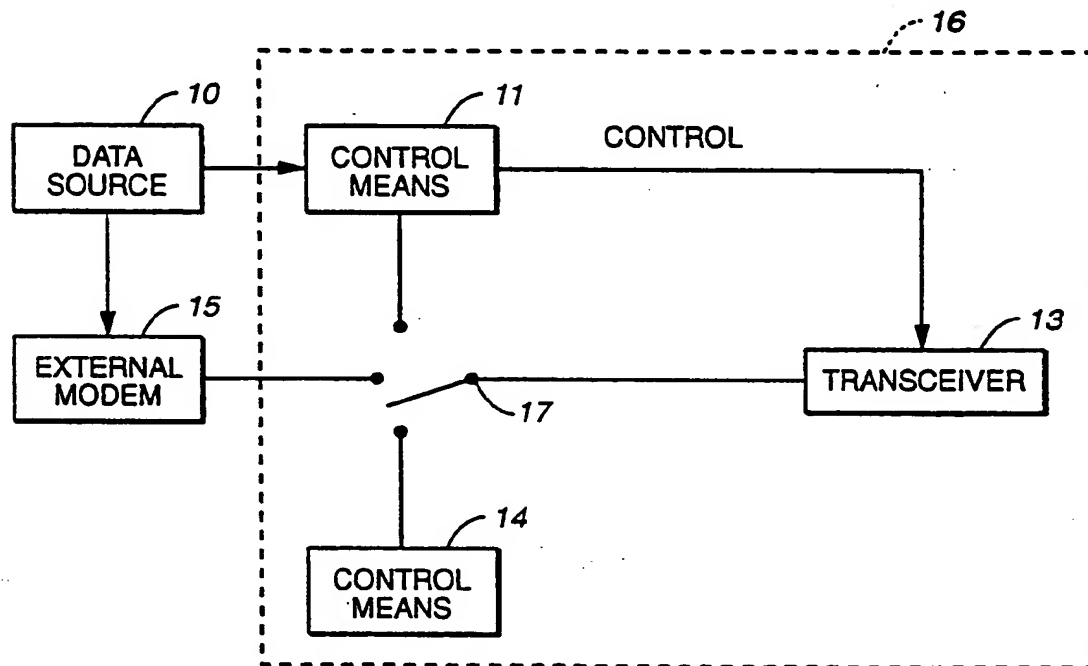 16
10
11
DATA
SOURCE
CONTROL
MEANS
CONTROL
15
13
EXTERNAL
MODEM
TRANSCEIVER
17
14
CONTROL
MEANS